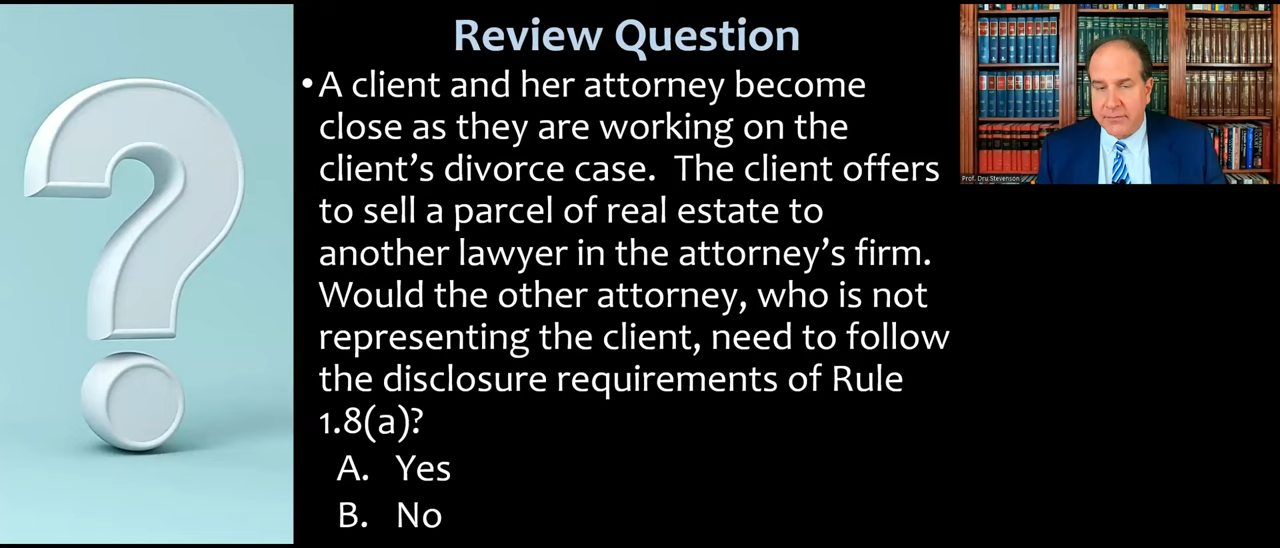 Review Question
• A client and her attorney become
close as they are working on the
client's divorce case.  The client offers
to sell a parcel of real estate to
another lawyer in the attorney's firm.
Would the other attorney, who is not
representing the client, need to follow
the disclosure requirements of Rule
1.8(a)?
A. Yes
B. No
Prof. Dru Stevenson